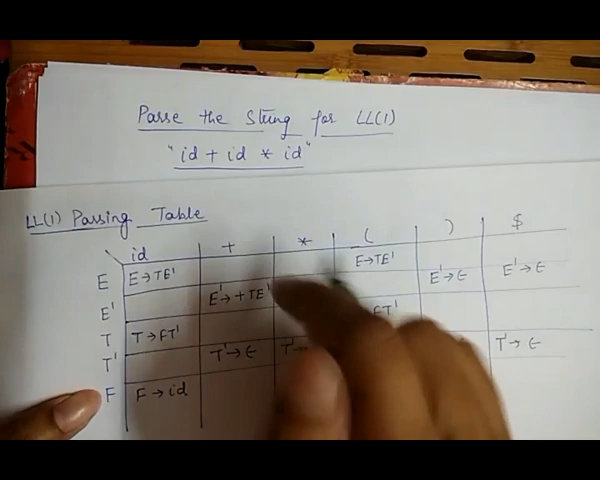 Parse the String for LL(1)
"id + id * id"
LL(1) Parsing Table
id + * ( ) $
E E→TE' E→TE'
E' E'→+TE' E'→ε E'→ε
T T→FT' FT'
T' T'→ε T'→ T'→ε
F F→id